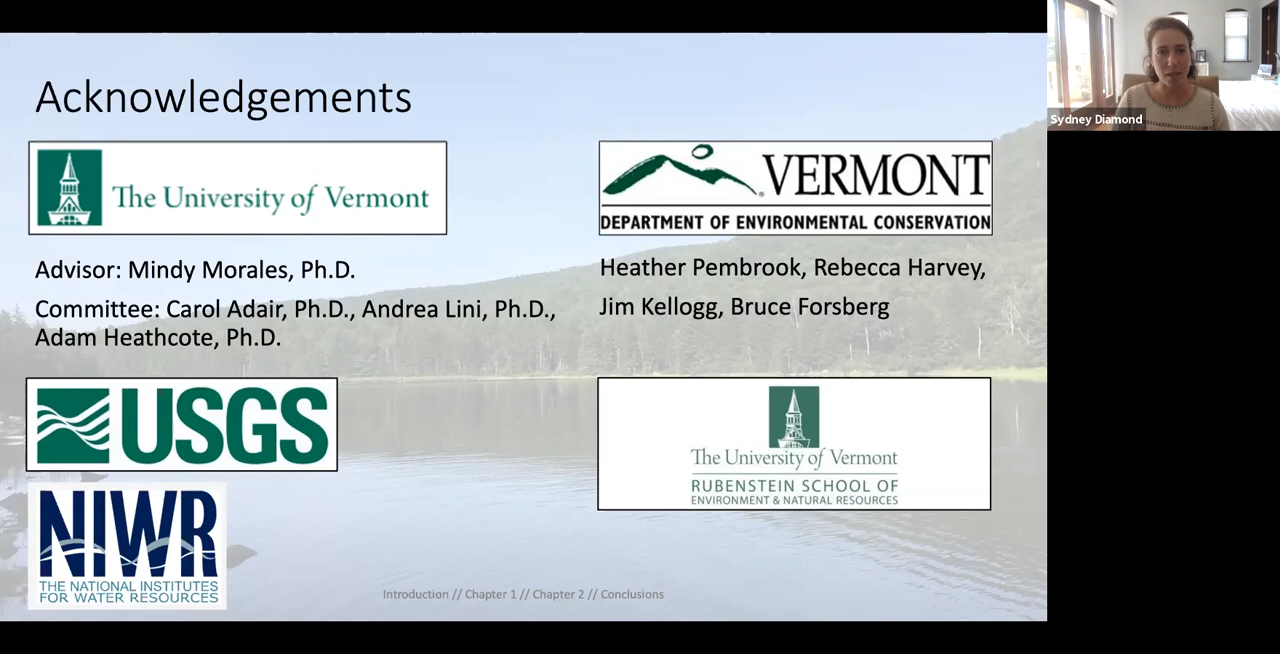 Acknowledgements
The University of Vermont
VERMONT
DEPARTMENT OF ENVIRONMENTAL CONSERVATION
Advisor: Mindy Morales, Ph.D.
Committee: Carol Adair, Ph.D., Andrea Lini, Ph.D.,
Adam Heathcote, Ph.D.
Heather Pembrook, Rebecca Harvey,
Jim Kellogg, Bruce Forsberg
USGS
NIWR
THE NATIONAL INSTITUTES
FOR WATER RESOURCES
The University of Vermont
RUBENSTEIN SCHOOL OF
ENVIRONMENT & NATURAL RESOURCES
Introduction // Chapter 1 // Chapter 2 // Conclusions
Sydney Diamond